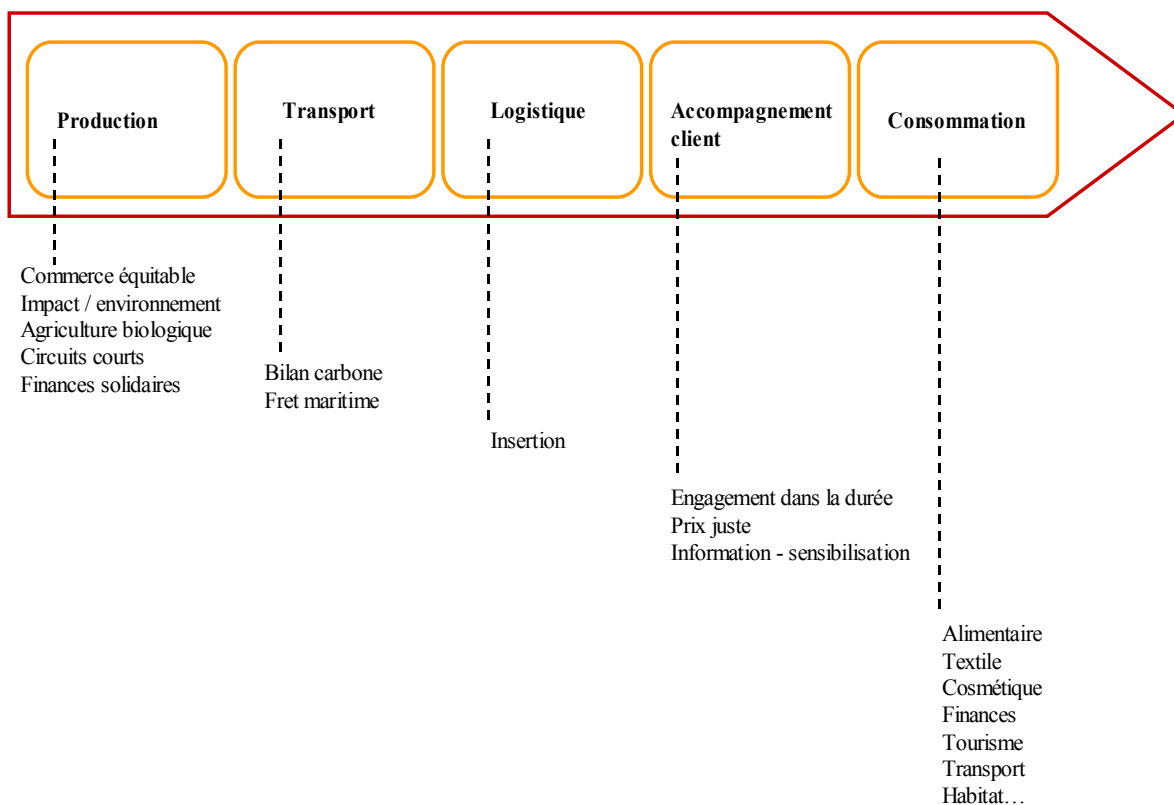 Production
Transport
Logistique
Accompagnement
client
Consommation
Commerce équitable
Impact / environnement
Agriculture biologique
Circuits courts
Finances solidaires
Bilan carbone
Fret maritime
Insertion
Engagement dans la durée
Prix juste
Information - sensibilisation
Alimentaire
Textile
Cosmétique
Finances
Tourisme
Transport
Habitat…